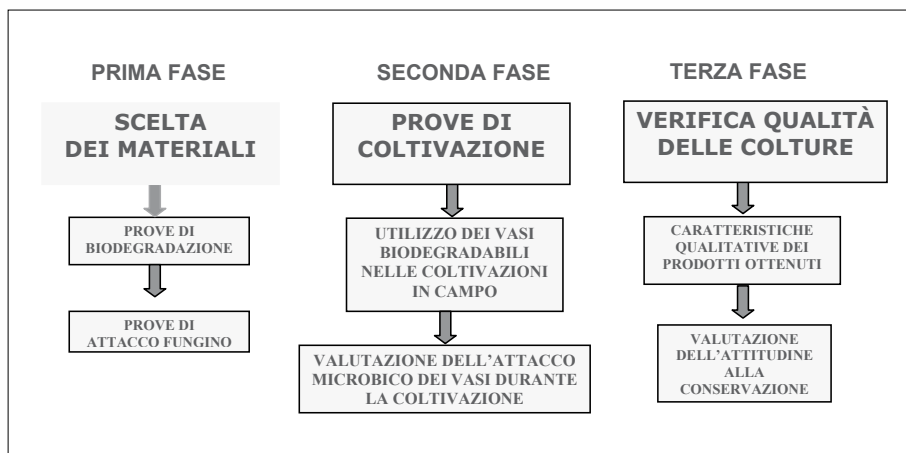 PRIMA FASE
SCELTA
DEI MATERIALI
PROVE DI
BIODEGRADAZIONE
PROVE DI
ATTACCO FUNGINO
SECONDA FASE
PROVE DI
COLTIVAZIONE
UTILIZZO DEI VASI
BIODEGRADABILI
NELLE COLTIVAZIONI
IN CAMPO
VALUTAZIONE DELL’ATTACCO
MICROBICO DEI VASI DURANTE
LA COLTIVAZIONE
TERZA FASE
VERIFICA QUALITÀ
DELLE COLTURE
CARATTERISTICHE
QUALITATIVE DEI
PRODOTTI OTTENUTI
VALUTAZIONE
DELL’ATTITUDINE
ALLA
CONSERVAZIONE